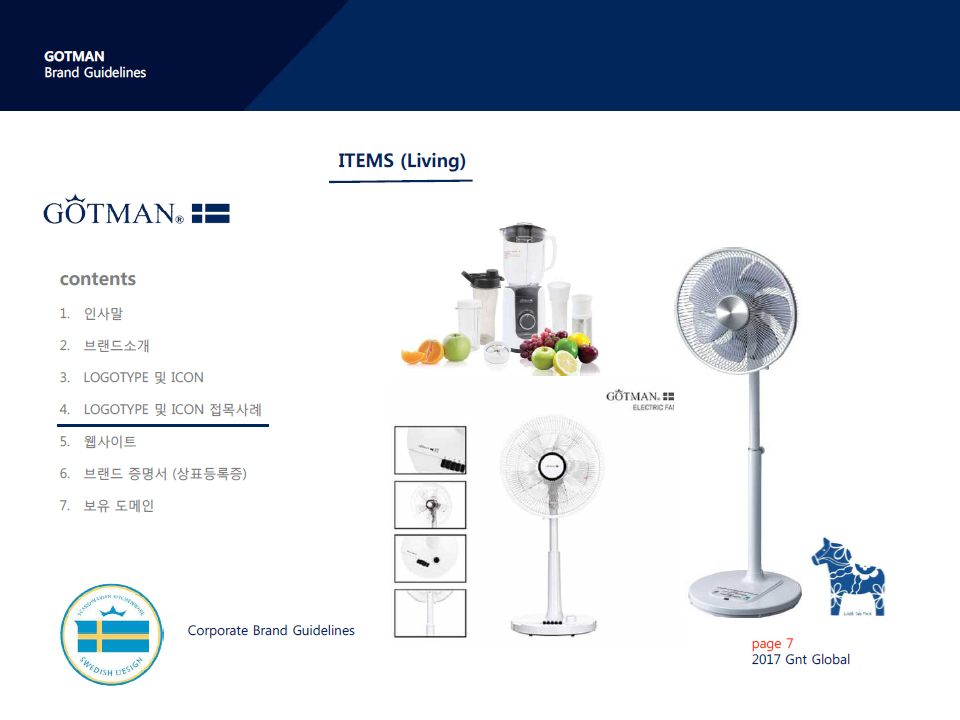 GOTMAN
Brand Guidelines
ITEMS (Living)
GÖTMAN®
contents
1. 인사말
2. 브랜드소개
3. LOGOTYPE 및 ICON
4. LOGOTYPE 및 ICON 접목사례
5. 웹사이트
6. 브랜드 증명서 (상표등록증)
7. 보유 도메인
GÖTMAN®
ELECTRIC FA
SCANDINAVIAN KITCHENWARE
SWEDISH DESIGN
Corporate Brand Guidelines
page 7
2017 Gnt Global